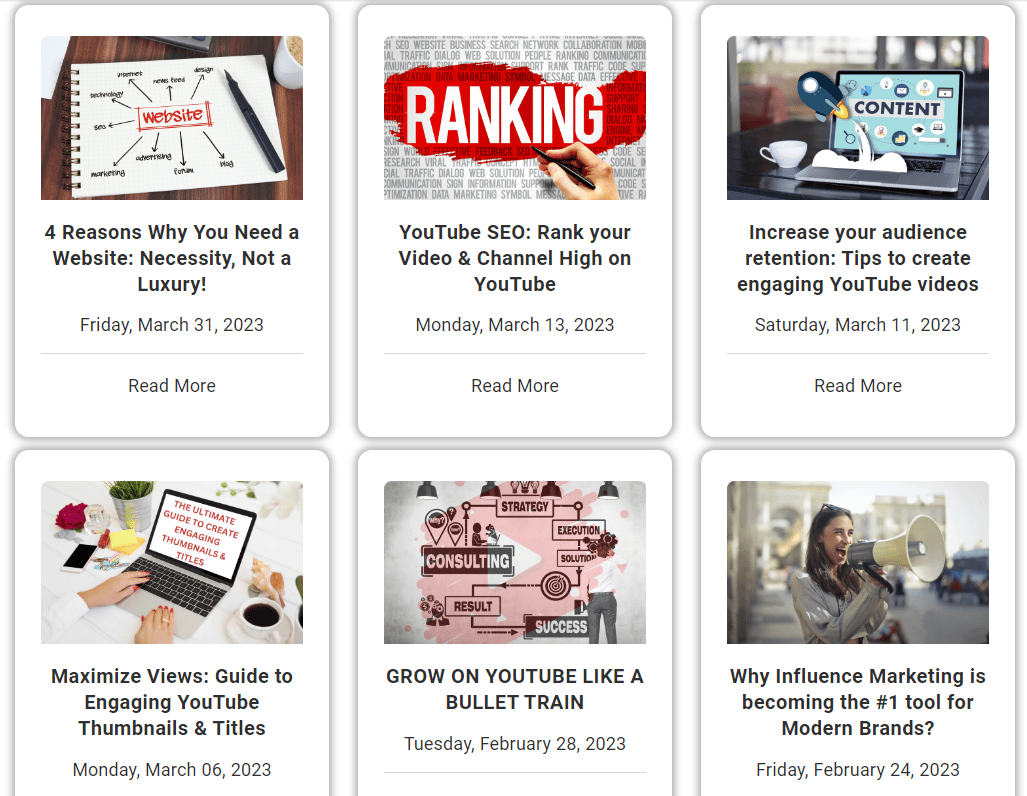 internet
news feed
design
technology
website
seo
advertising
blog
marketing
forum
RANKING
CONTENT
4 Reasons Why You Need a
Website: Necessity, Not a
Luxury!
Friday, March 31, 2023
Read More
YouTube SEO: Rank your
Video & Channel High on
YouTube
Monday, March 13, 2023
Read More
Increase your audience
retention: Tips to create
engaging YouTube videos
Saturday, March 11, 2023
Read More
THE ULTIMATE
GUIDE TO CREATE
ENGAGING
THUMBNAILS &
TITLES
STRATEGY
Why?
EXECUTION
CONSULTING
SOLUTION
RESULT
SUCCESS
Maximize Views: Guide to
Engaging YouTube
Thumbnails & Titles
Monday, March 06, 2023
GROW ON YOUTUBE LIKE A
BULLET TRAIN
Tuesday, February 28, 2023
Why Influence Marketing is
becoming the #1 tool for
Modern Brands?
Friday, February 24, 2023